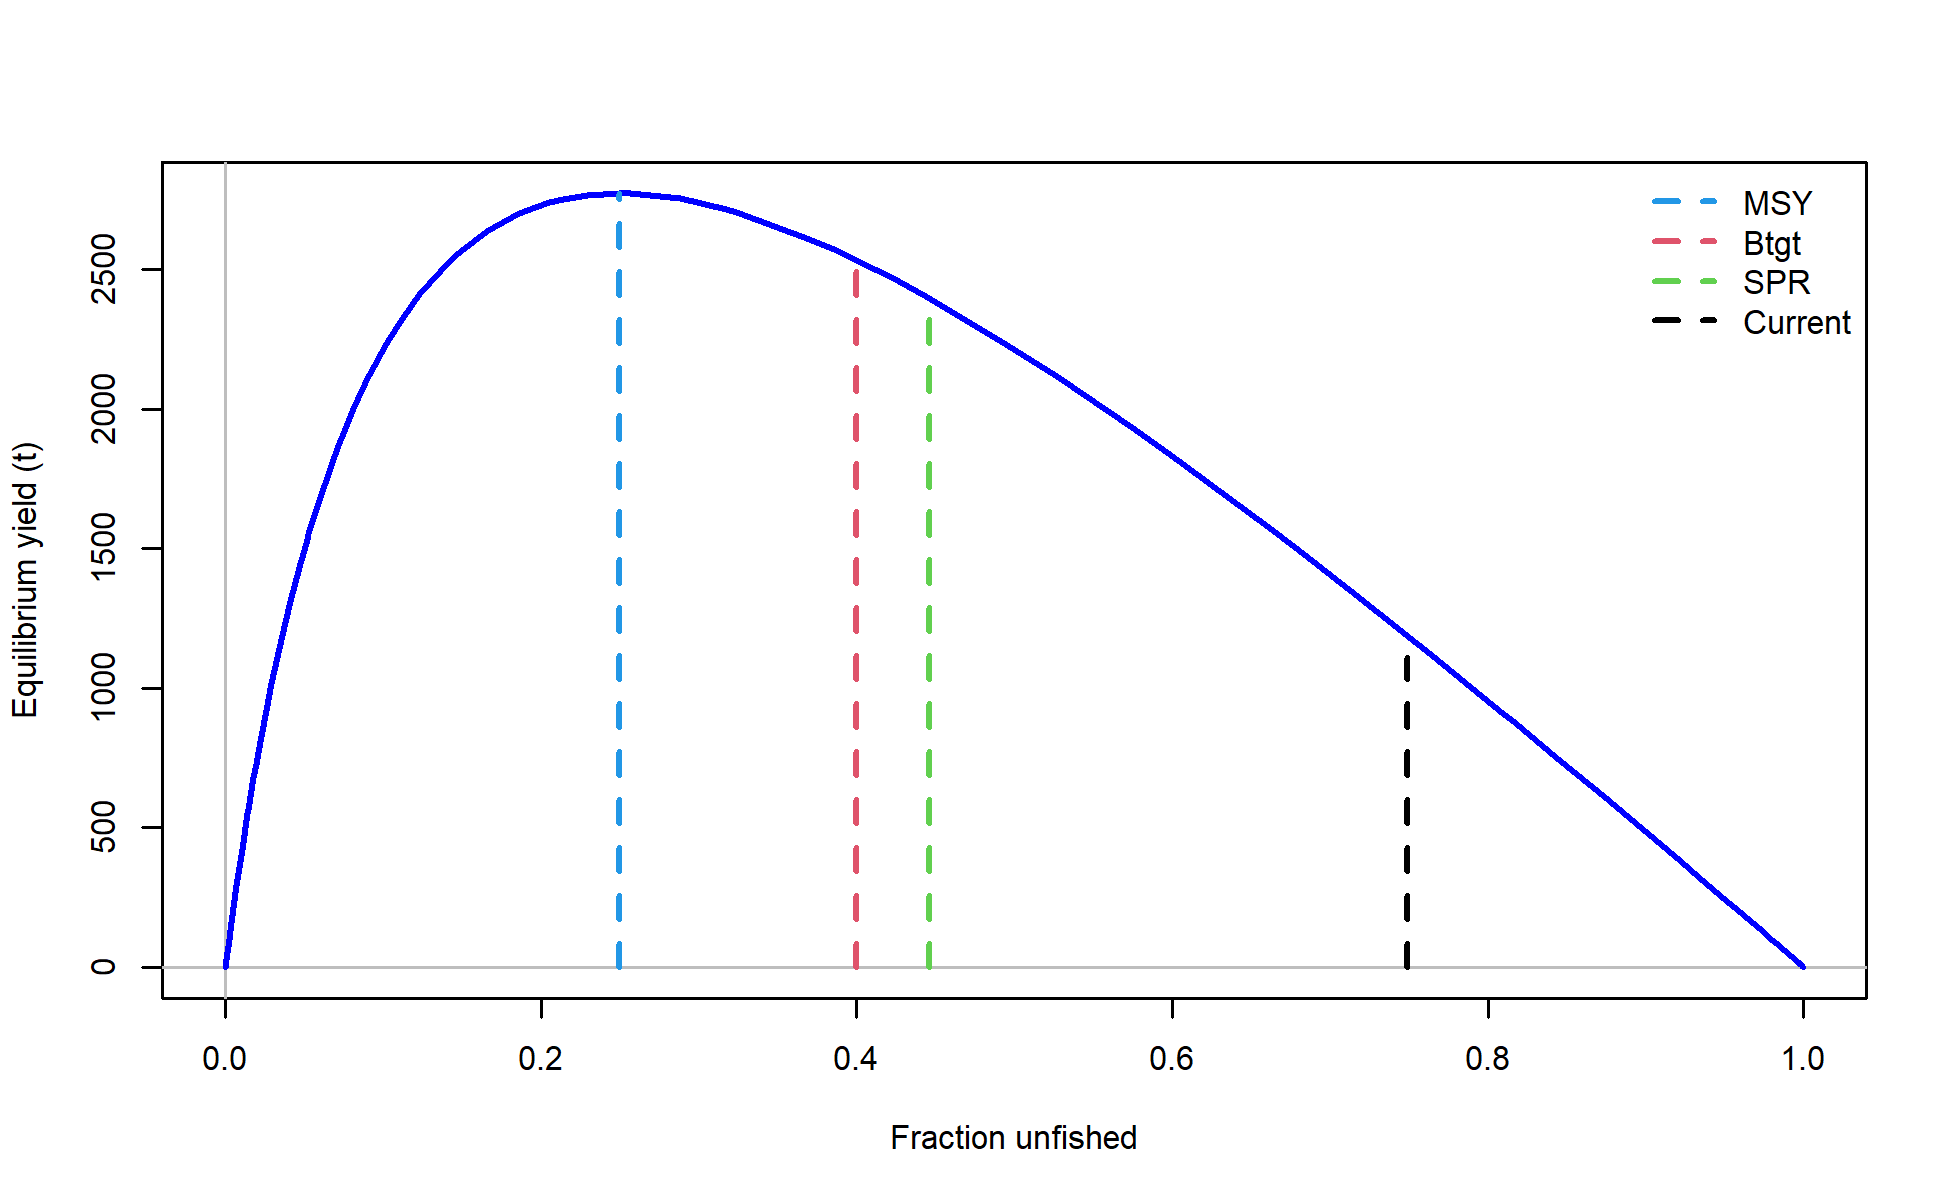 MSY
Btgt
SPR
Current
Equilibrium yield (t)
2500
2000
1500
1000
500
0
0.0 0.2 0.4 0.6 0.8 1.0
Fraction unfished